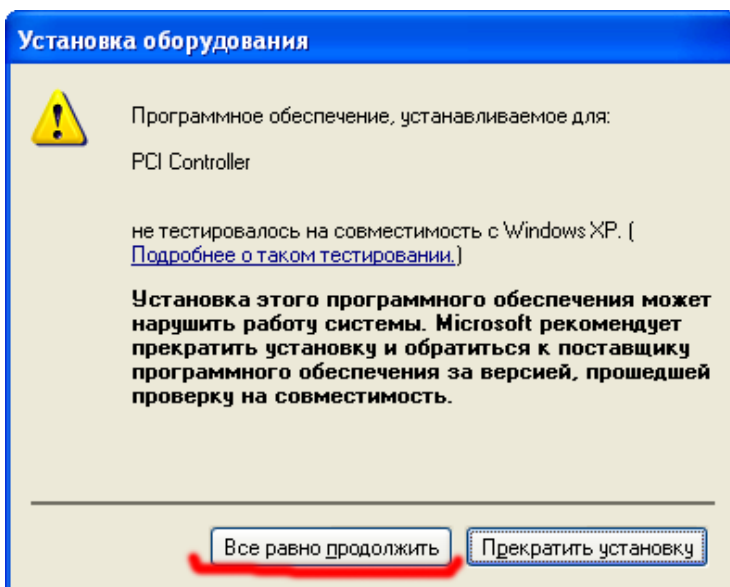 Установка оборудования
Программное обеспечение, устанавливаемое для:
PCI Controller
не тестировалось на совместимость с Windows XP. (
Подробнее о таком тестировании.)
Установка этого программного обеспечения может
нарушить работу системы. Microsoft рекомендует
прекратить установку и обратиться к поставщику
программного обеспечения за версией, прошедшей
проверку на совместимость.
Все равно продолжить
Прекратить установку